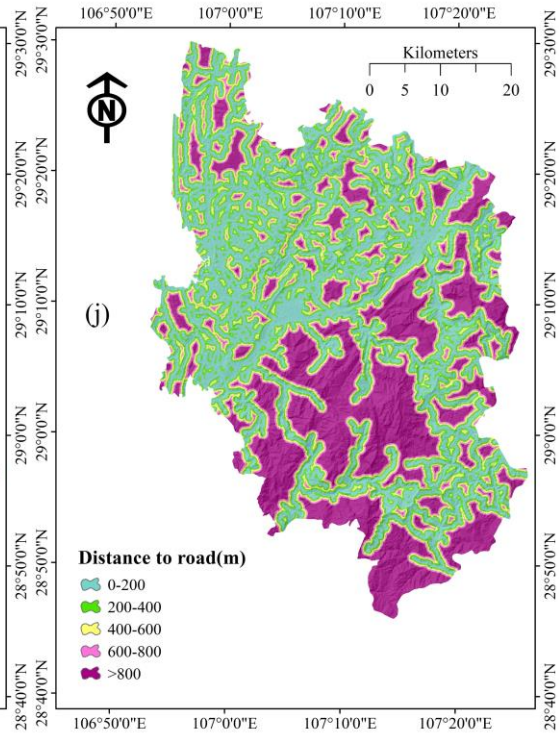 106°50'0"E 107°0'0"E 107°10'0"E 107°20'0"E
29°30'0"N 29°30'0"N
Kilometers
0 5 10 20
N
29°20'0"N 29°20'0"N
29°10'0"N 29°10'0"N
(j)
29°0'0"N 29°0'0"N
Distance to road(m)
0-200
28°50'0"N 28°50'0"N
200-400
400-600
600-800
>800
28°40'0"N 28°40'0"N
106°50'0"E 107°0'0"E 107°10'0"E 107°20'0"E